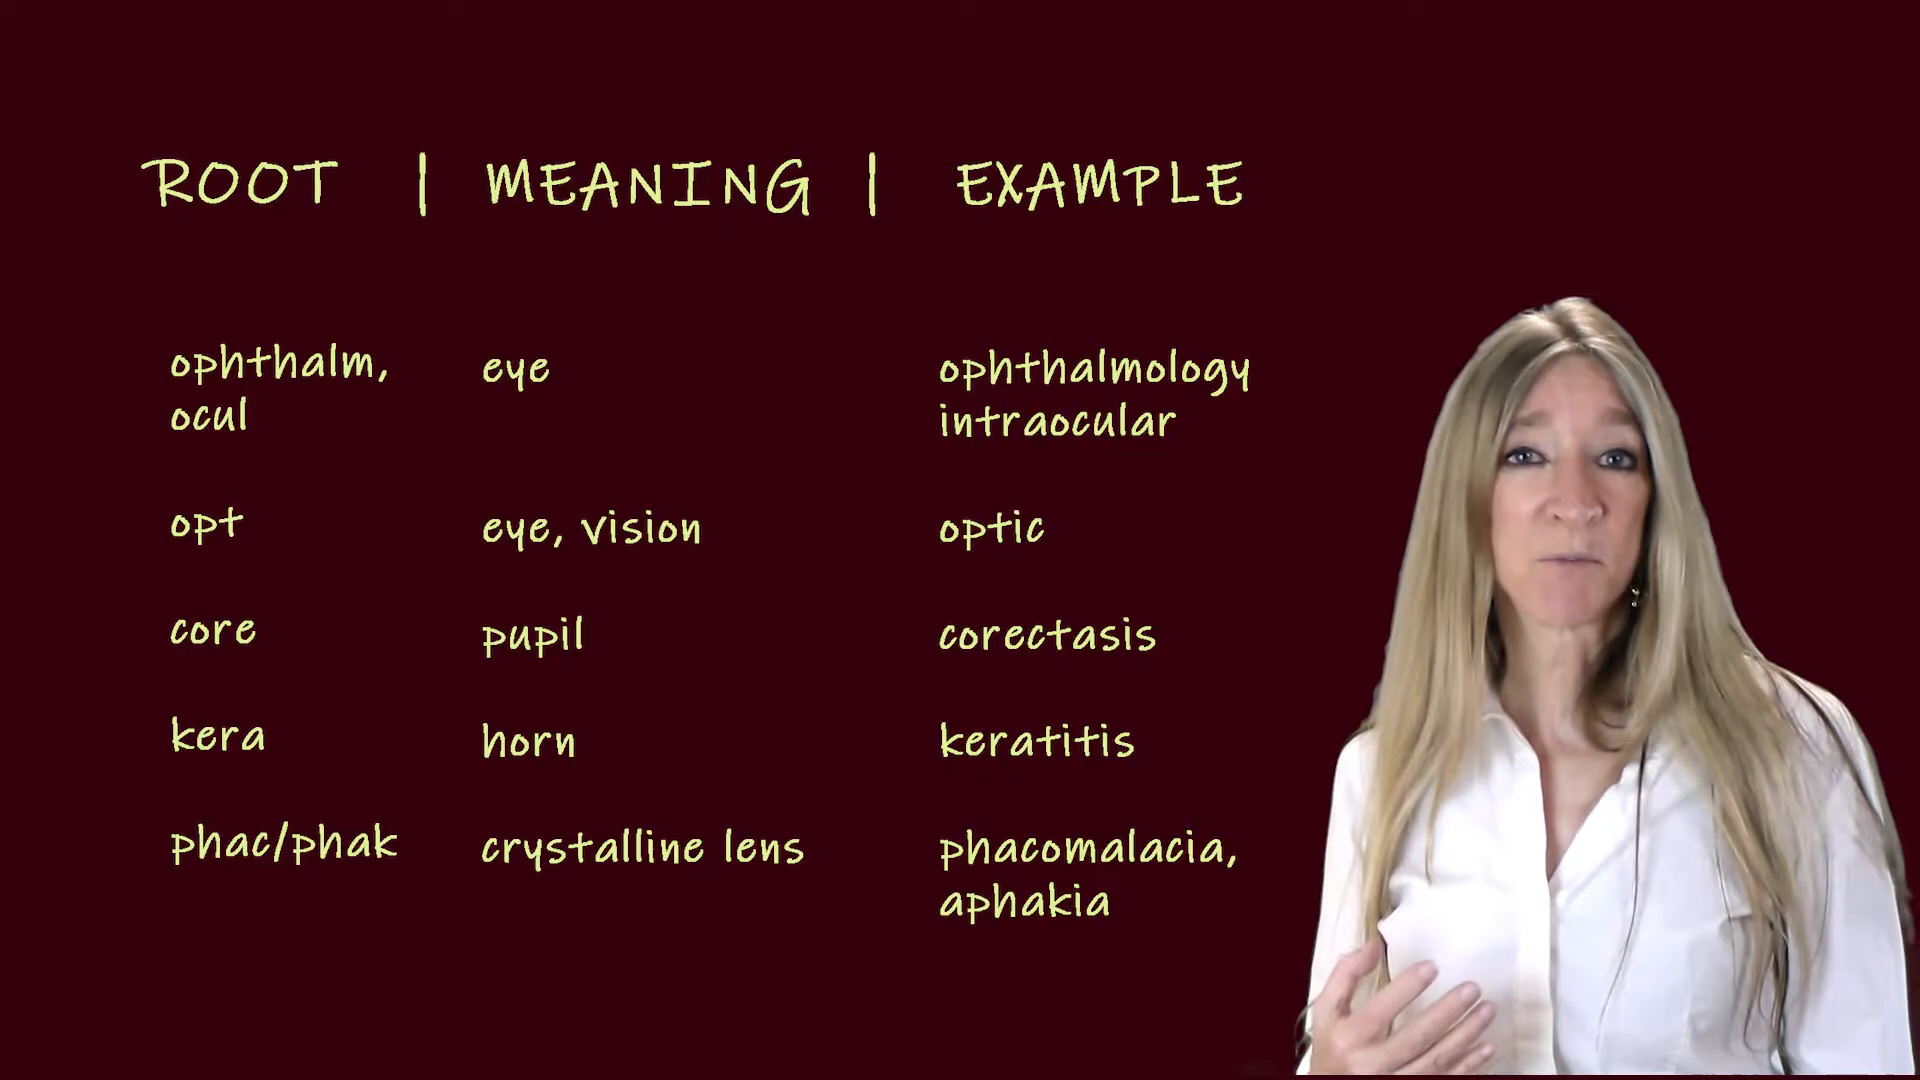 ROOT | MEANING | EXAMPLE
ophthalm, eye ophthalmology
ocul intraocular
opt eye, vision optic
core pupil corectasis
kera horn keratitis
phac/phak crystalline lens phacomalacia,
aphakia